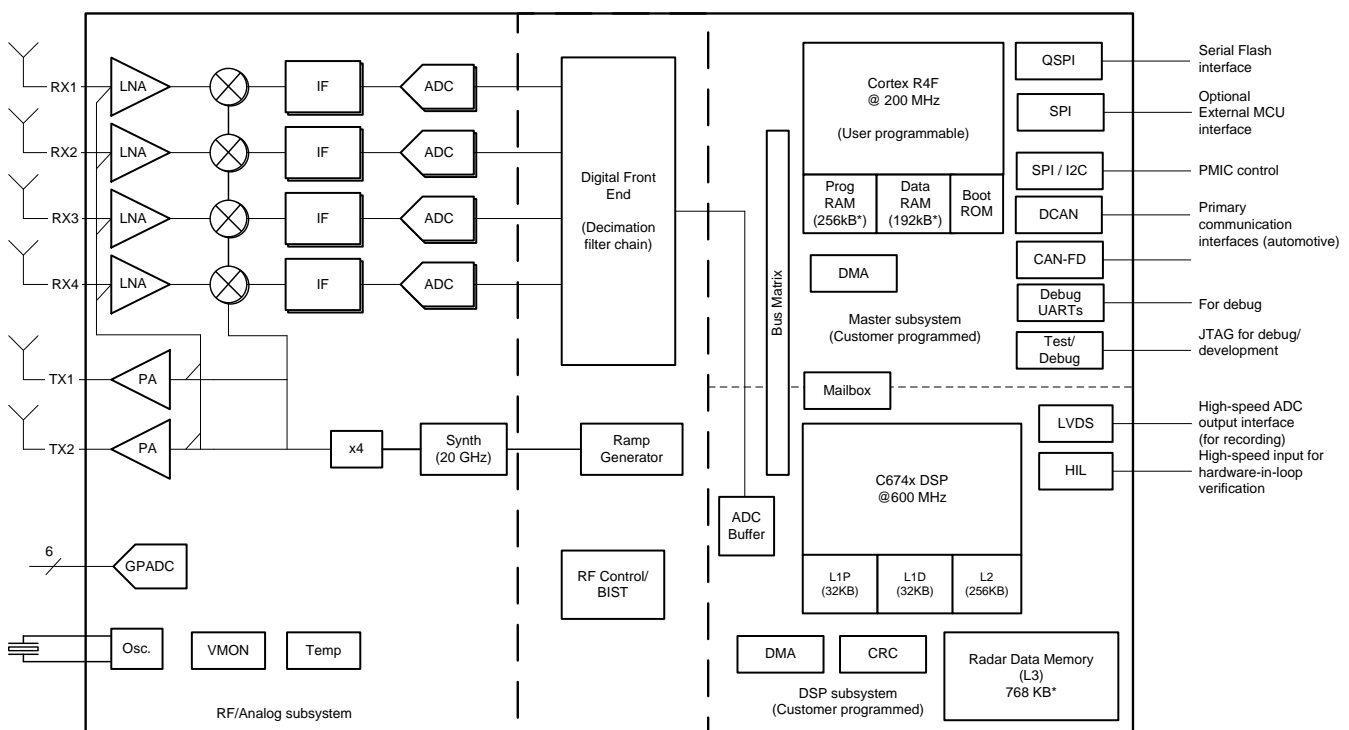 RX1
LNA
IF
ADC
RX2
LNA
IF
ADC
RX3
LNA
IF
ADC
RX4
LNA
IF
ADC
TX1
PA
TX2
PA
x4
Synth
(20 GHz)
Ramp
Generator
Digital Front
End
(Decimation
filter chain)
6
GPADC
RF Control/
BIST
Osc.
VMON
Temp
RF/Analog subsystem
ADC
Buffer
Bus Matrix
Cortex R4F
@ 200 MHz
(User programmable)
Prog
RAM
(256kB*)
Data
RAM
(192kB*)
Boot
ROM
DMA
Master subsystem
(Customer programmed)
Mailbox
QSPI
Serial Flash
interface
SPI
Optional
External MCU
interface
SPI / I2C
PMIC control
DCAN
Primary
communication
interfaces (automotive)
CAN-FD
Debug
UARTs
For debug
Test/
Debug
JTAG for debug/
development
LVDS
High-speed ADC
output interface
(for recording)
HIL
High-speed input for
hardware-in-loop
verification
C674x DSP
@600 MHz
L1P
(32KB)
L1D
(32KB)
L2
(256KB)
DMA
CRC
Radar Data Memory
(L3)
768 KB*
DSP subsystem
(Customer programmed)